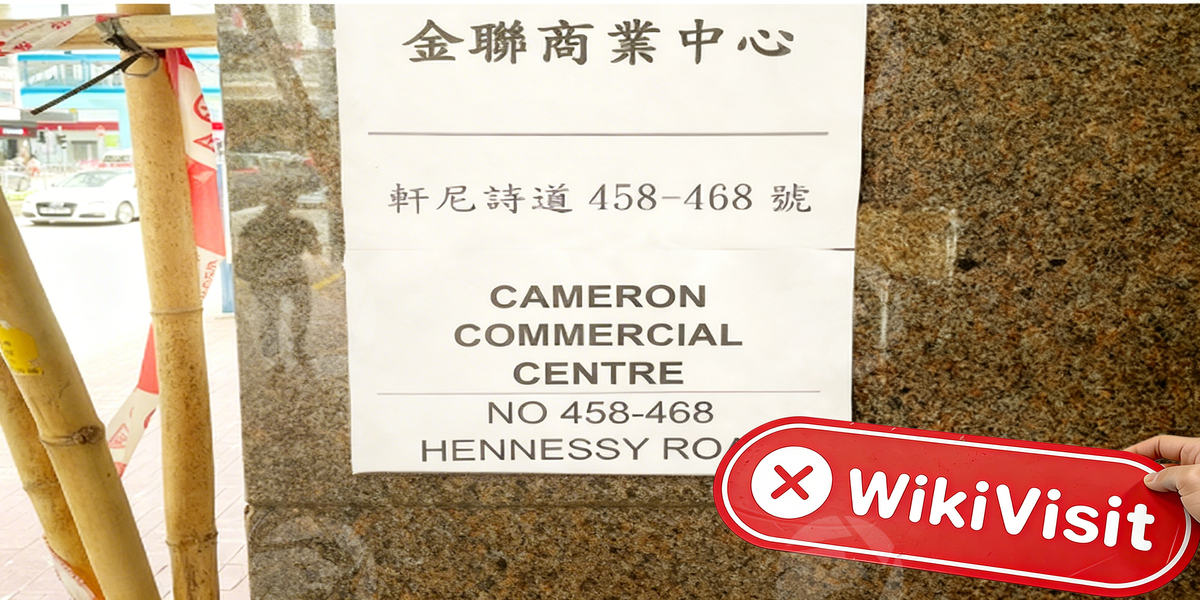 金聯商業中心
軒尼詩道 458-468 號
CAMERON
COMMERCIAL
CENTRE
NO 458-468
HENNESSY
WikiVisit